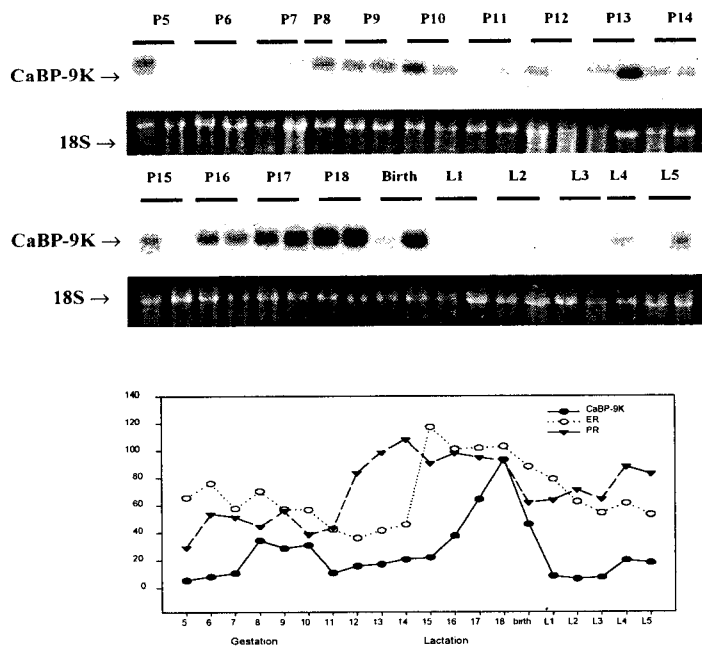 P5 P6 P7 P8 P9 P10 P11 P12 P13 P14
CaBP-9K →
18S →
P15 P16 P17 P18 Birth L1 L2 L3 L4 L5
CaBP-9K →
18S →
140
120
100
80
60
40
20
0
CaBP-9K
ER
PR
5 6 7 8 9 10 11 12 13 14 15 16 17 18 birth L1 L2 L3 L4 L5
Gestation Lactation